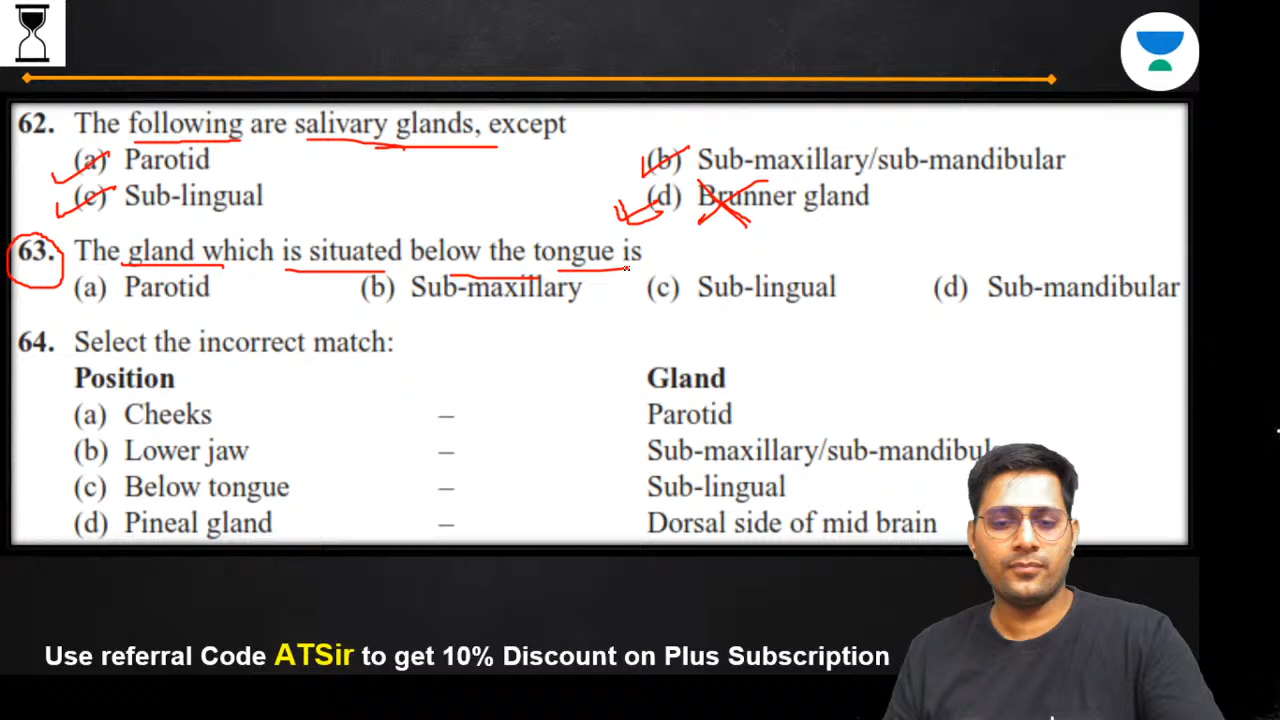 62. The following are salivary glands, except
(a) Parotid (b) Sub-maxillary/sub-mandibular
(c) Sub-lingual (d) Brunner gland
63. The gland which is situated below the tongue is
(a) Parotid (b) Sub-maxillary (c) Sub-lingual (d) Sub-mandibular
64. Select the incorrect match:
Position Gland
(a) Cheeks – Parotid
(b) Lower jaw –
(c) Below tongue – Sub-lingual
(d) Pineal gland – Dorsal side of mid brain
Use referral Code ATSir to get 10% Discount on Plus Subscription